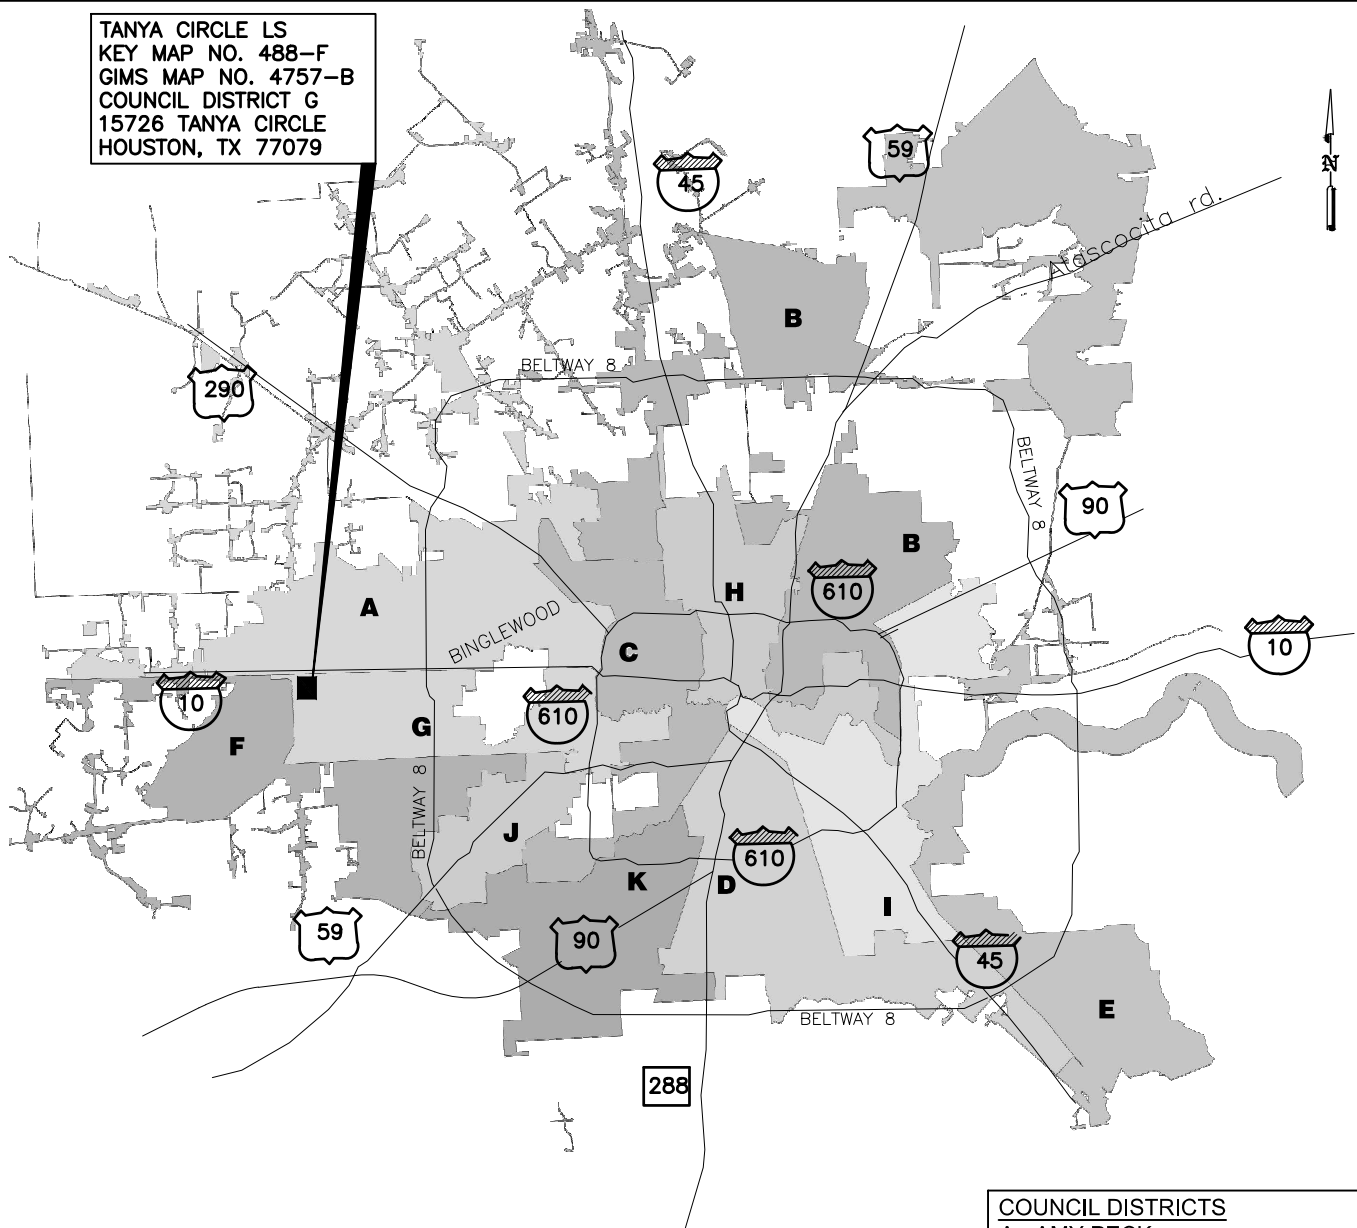 TANYA CIRCLE LS
KEY MAP NO. 488-F
GIMS MAP NO. 4757-B
COUNCIL DISTRICT G
15726 TANYA CIRCLE
HOUSTON, TX 77079
59
45
N
Atascocita rd.
B
BELTWAY 8
290
BELTWAY 8
90
B
H
610
A
BINGLEWOOD
C
10
10
610
G
F
BELTWAY 8
J
610
K
D
I
59
90
45
E
BELTWAY 8
288
COUNCIL DISTRICTS